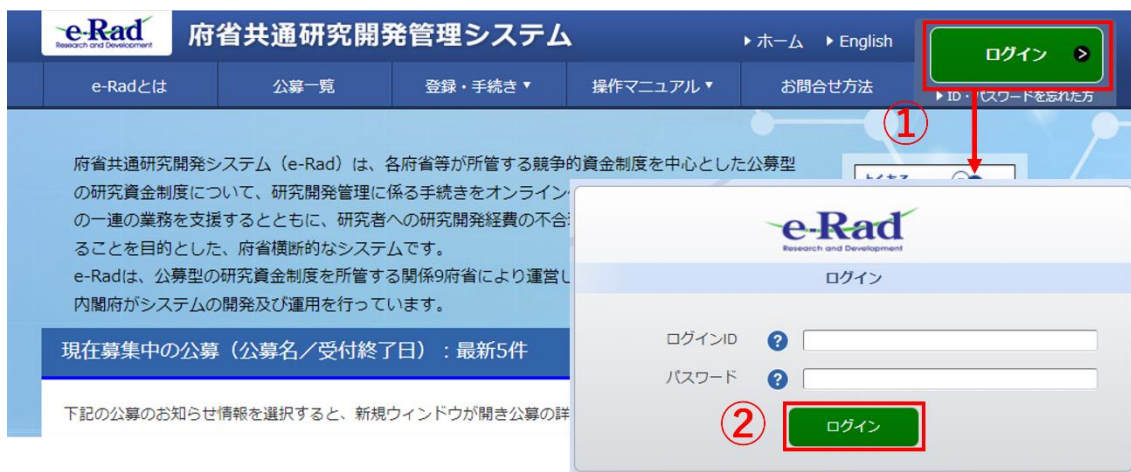 e-Rad
Research and Development
府省共通研究開発管理システム
ホーム
English
ログイン
e-Radとは
公募一覧
登録・手続き▼
操作マニュアル▼
お問合せ方法
ID・パスワードを忘れた方
①
府省共通研究開発システム（e-Rad）は、各府省等が所管する競争的資金制度を中心とした公募型
の研究資金制度について、研究開発管理に係る手続きをオンライン
の一連の業務を支援するとともに、研究者への研究開発経費の不合
ることを目的とした、府省横断的なシステムです。
e-Radは、公募型の研究資金制度を所管する関係9府省により運営し
内閣府がシステムの開発及び運用を行っています。
現在募集中の公募（公募名／受付終了日）：最新5件
下記の公募のお知らせ情報を選択すると、新規ウィンドウが開き公募の詳
e-Rad
Research and Development
ログイン
ログインID
?
パスワード
?
②
ログイン